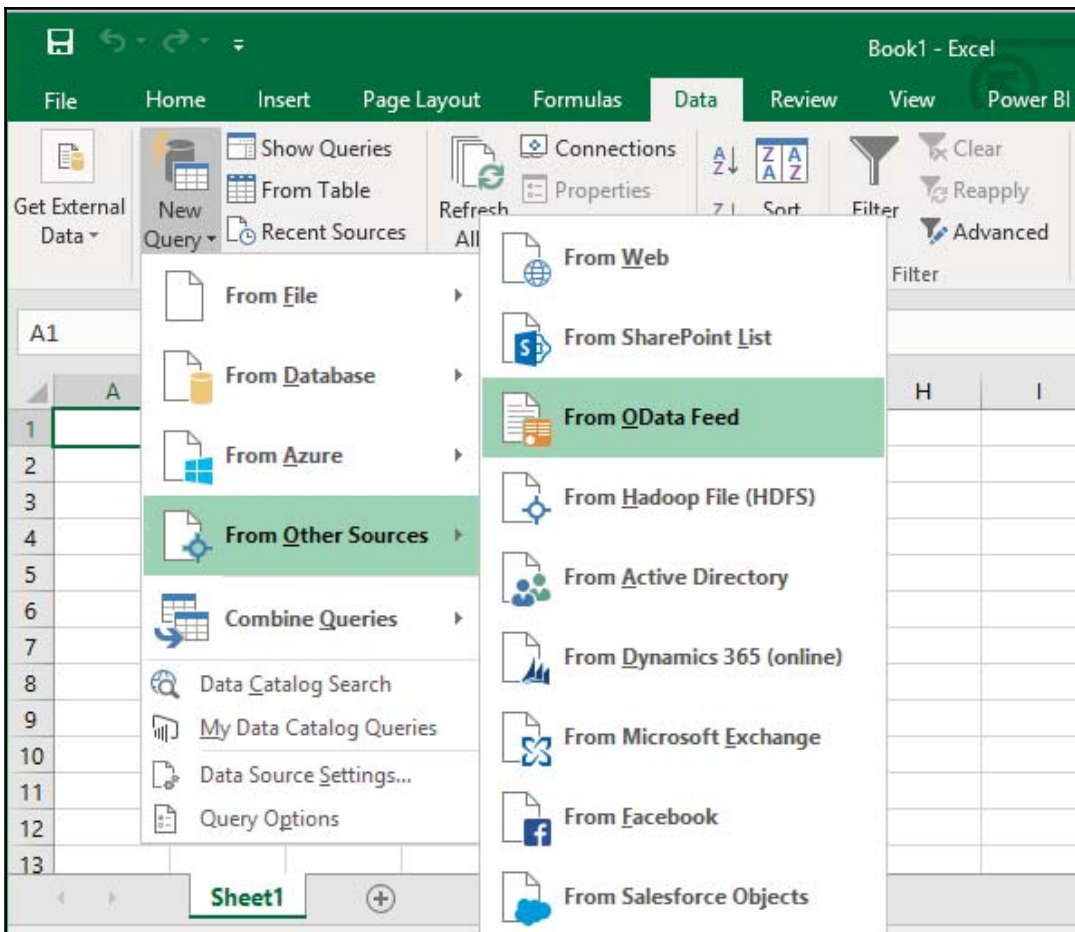 Book1 - Excel
File Home Insert Page Layout Formulas Data Review View Power BI
Get External
Data
New
Query
Show Queries
From Table
Recent Sources
Refresh
All
Connections
Properties
Sort
Filter
Clear
Reapply
Advanced
Filter
A1
A H I
1
2
3
4
5
6
7
8
9
10
11
12
13
From File
From Database
From Azure
From Other Sources
Combine Queries
Data Catalog Search
My Data Catalog Queries
Data Source Settings...
Query Options
From Web
From SharePoint List
From OData Feed
From Hadoop File (HDFS)
From Active Directory
From Dynamics 365 (online)
From Microsoft Exchange
From Facebook
From Salesforce Objects
Sheet1